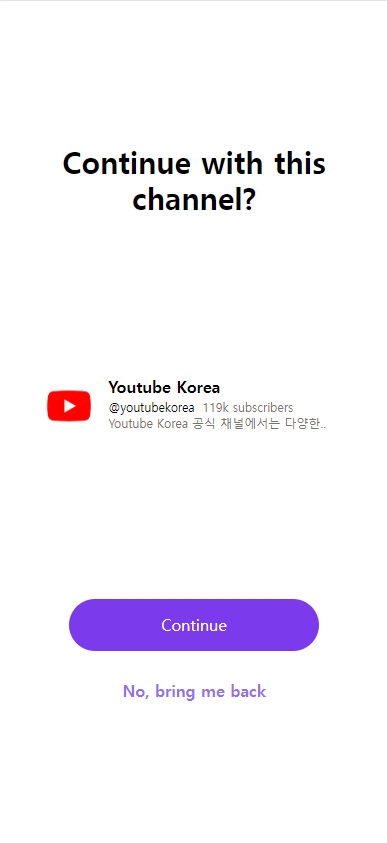 Continue with this
channel?
Youtube Korea
@youtubekorea 119k subscribers
Youtube Korea 공식 채널에서는 다양한..
Continue
No, bring me back